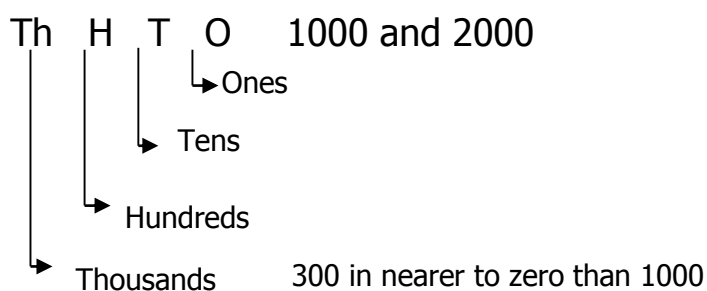 Th H T O 1000 and 2000
Ones
Tens
Hundreds
Thousands 300 in nearer to zero than 1000